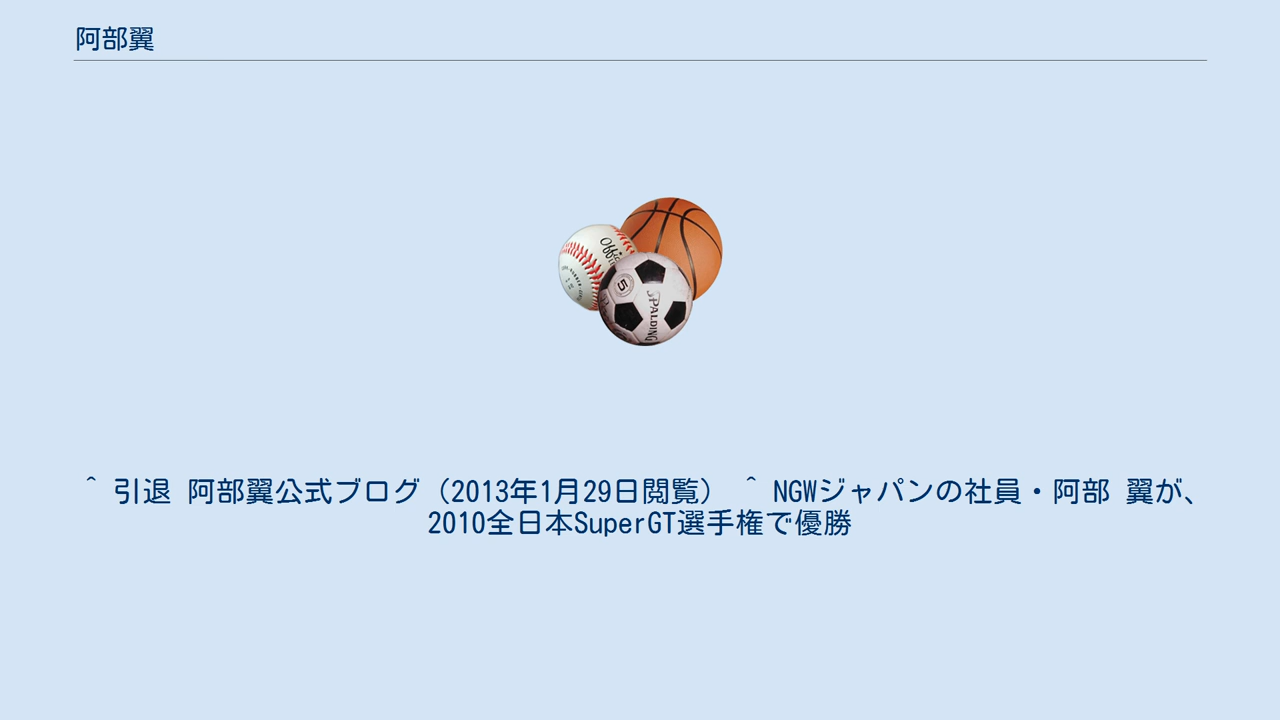 阿部翼
Offic
5
SPALDING
^ 引退 阿部翼公式ブログ（2013年1月29日閲覧） ^ NGWジャパンの社員・阿部 翼が、
2010全日本SuperGT選手権で優勝